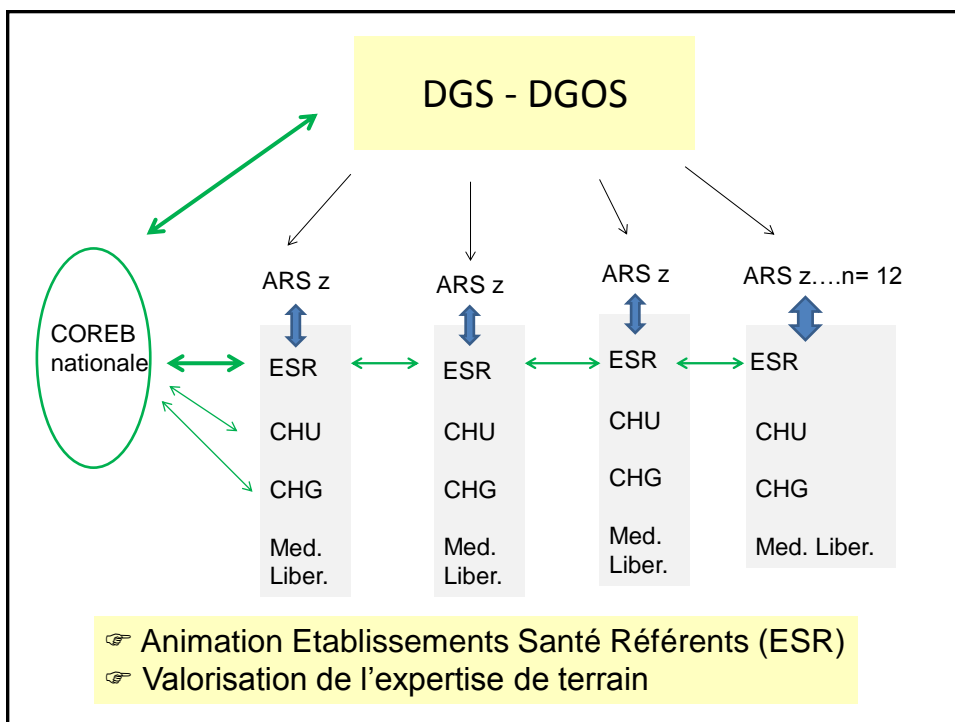 DGS - DGOS
ARS z
ARS z
ARS z
ARS z....n= 12
COREB
nationale
ESR
CHU
CHG
Med.
Liber.
ESR
CHU
CHG
Med.
Liber.
ESR
CHU
CHG
Med.
Liber.
ESR
CHU
CHG
Med. Liber.
☞ Animation Etablissements Santé Référents (ESR)
☞ Valorisation de l'expertise de terrain